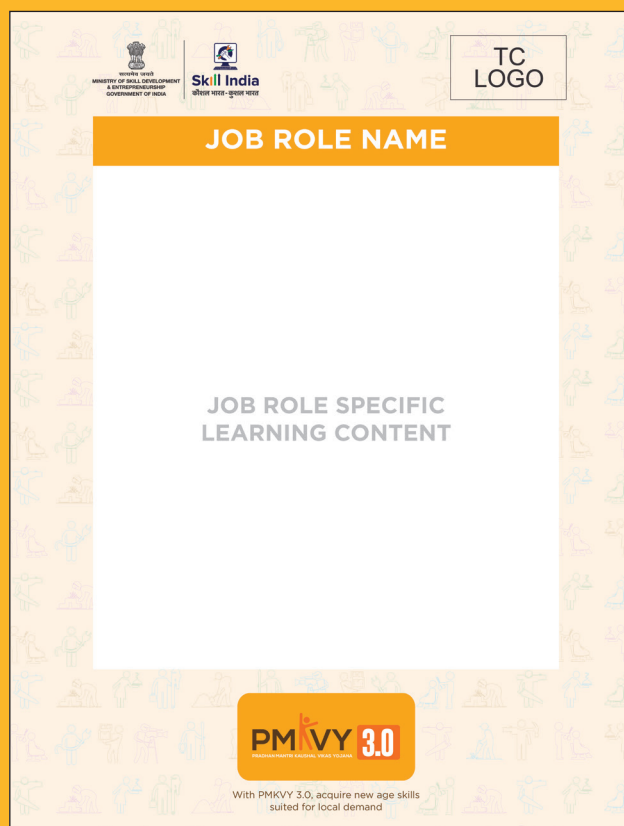 सत्यमेव जयते
MINISTRY OF SKILL DEVELOPMENT
& ENTREPRENEURSHIP
GOVERNMENT OF INDIA
Skill India
कौशल भारत-कुशल भारत
TC
LOGO
JOB ROLE NAME
JOB ROLE SPECIFIC
LEARNING CONTENT
PMKVY 3.0
PRADHAN MANTRI KAUSHAL VIKAS YOJANA
With PMKVY 3.0, acquire new age skills
suited for local demand